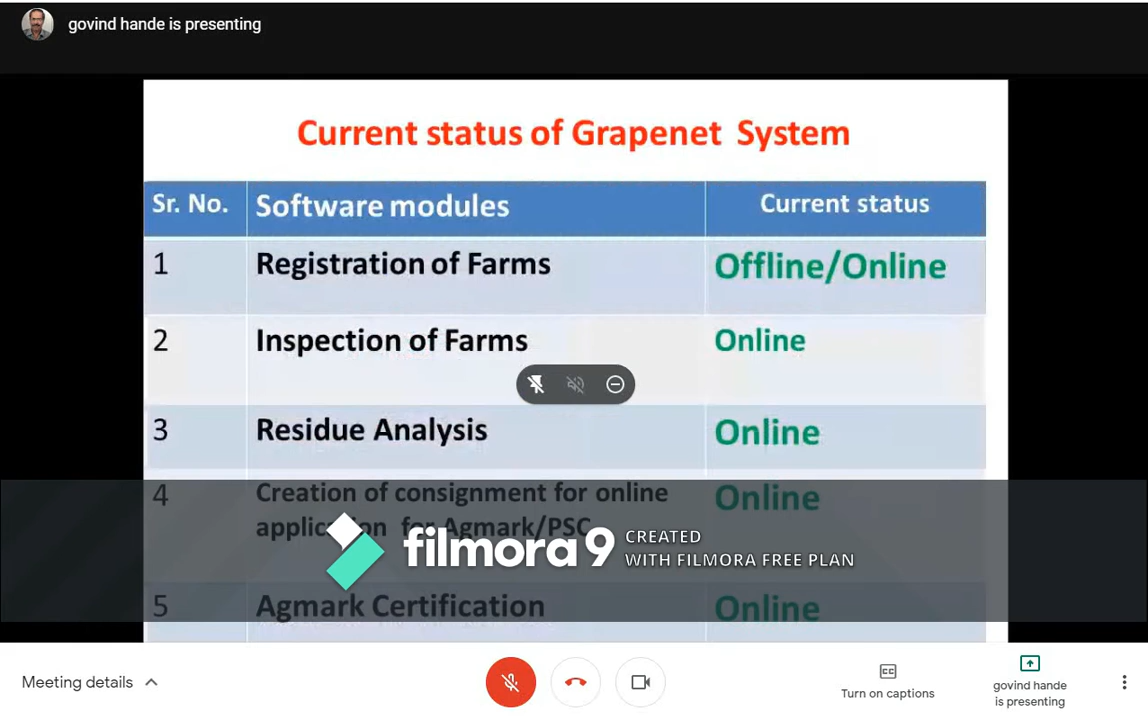 govind hande is presenting
Current status of Grapenet System
Sr. No. Software modules Current status
1 Registration of Farms Offline/Online
2 Inspection of Farms Online
3 Residue Analysis Online
4 Creation of consignment for online Online
application for Agmark/PSC
filmora9 CREATED
WITH FILMORA FREE PLAN
5 Agmark Certification Online
Meeting details
CC
Turn on captions
govind hande
is presenting